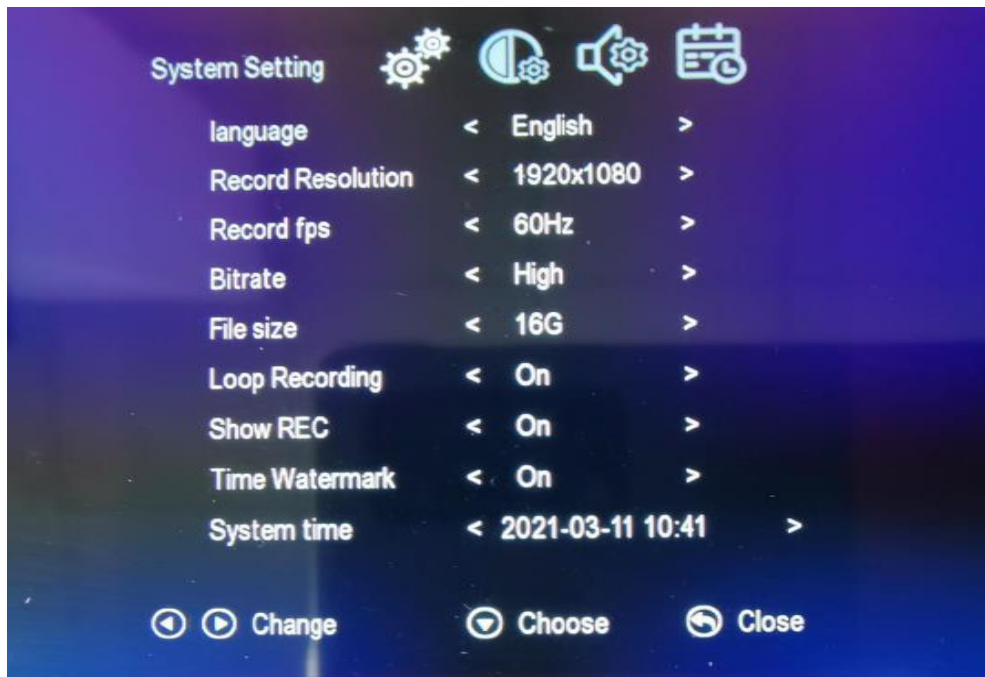 System Setting
language < English >
Record Resolution < 1920x1080 >
Record fps < 60Hz >
Bitrate < High >
File size < 16G >
Loop Recording < On >
Show REC < On >
Time Watermark < On >
System time < 2021-03-11 10:41 >
Change Choose Close